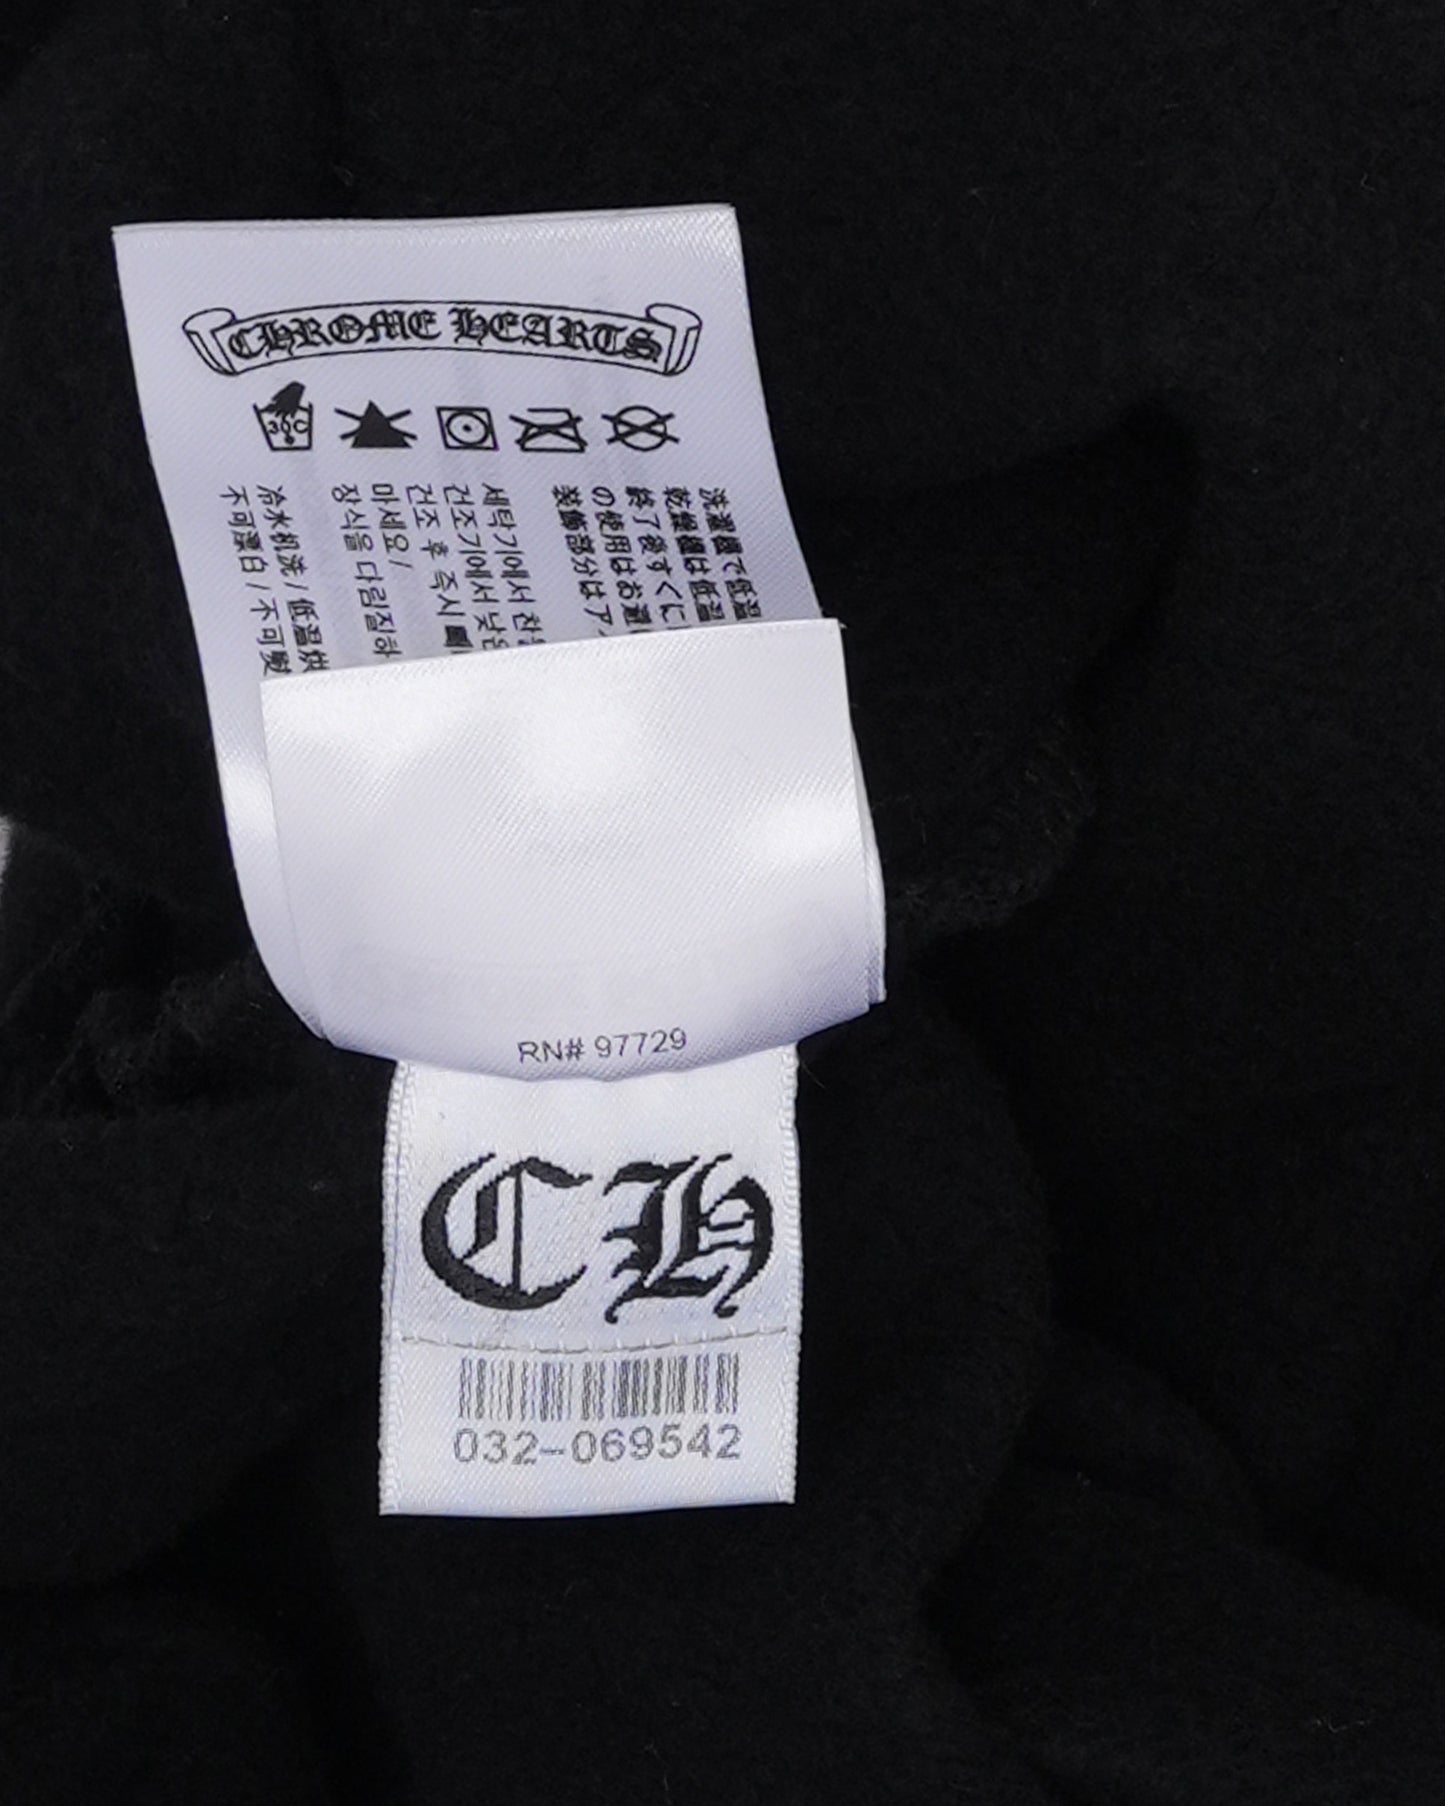 CHROME HEARTS
30C
洗濯機で低温
乾燥機は低温
終了後すぐに
の使用はお避
装飾部分はア
세탁기에서 찬
건조기에서 낮은
건조 후 즉시
마세요 /
장식을 다림질하
冷水机洗 / 低温烘
不可漂白 / 不可熨
RN# 97729
CH
032-069542